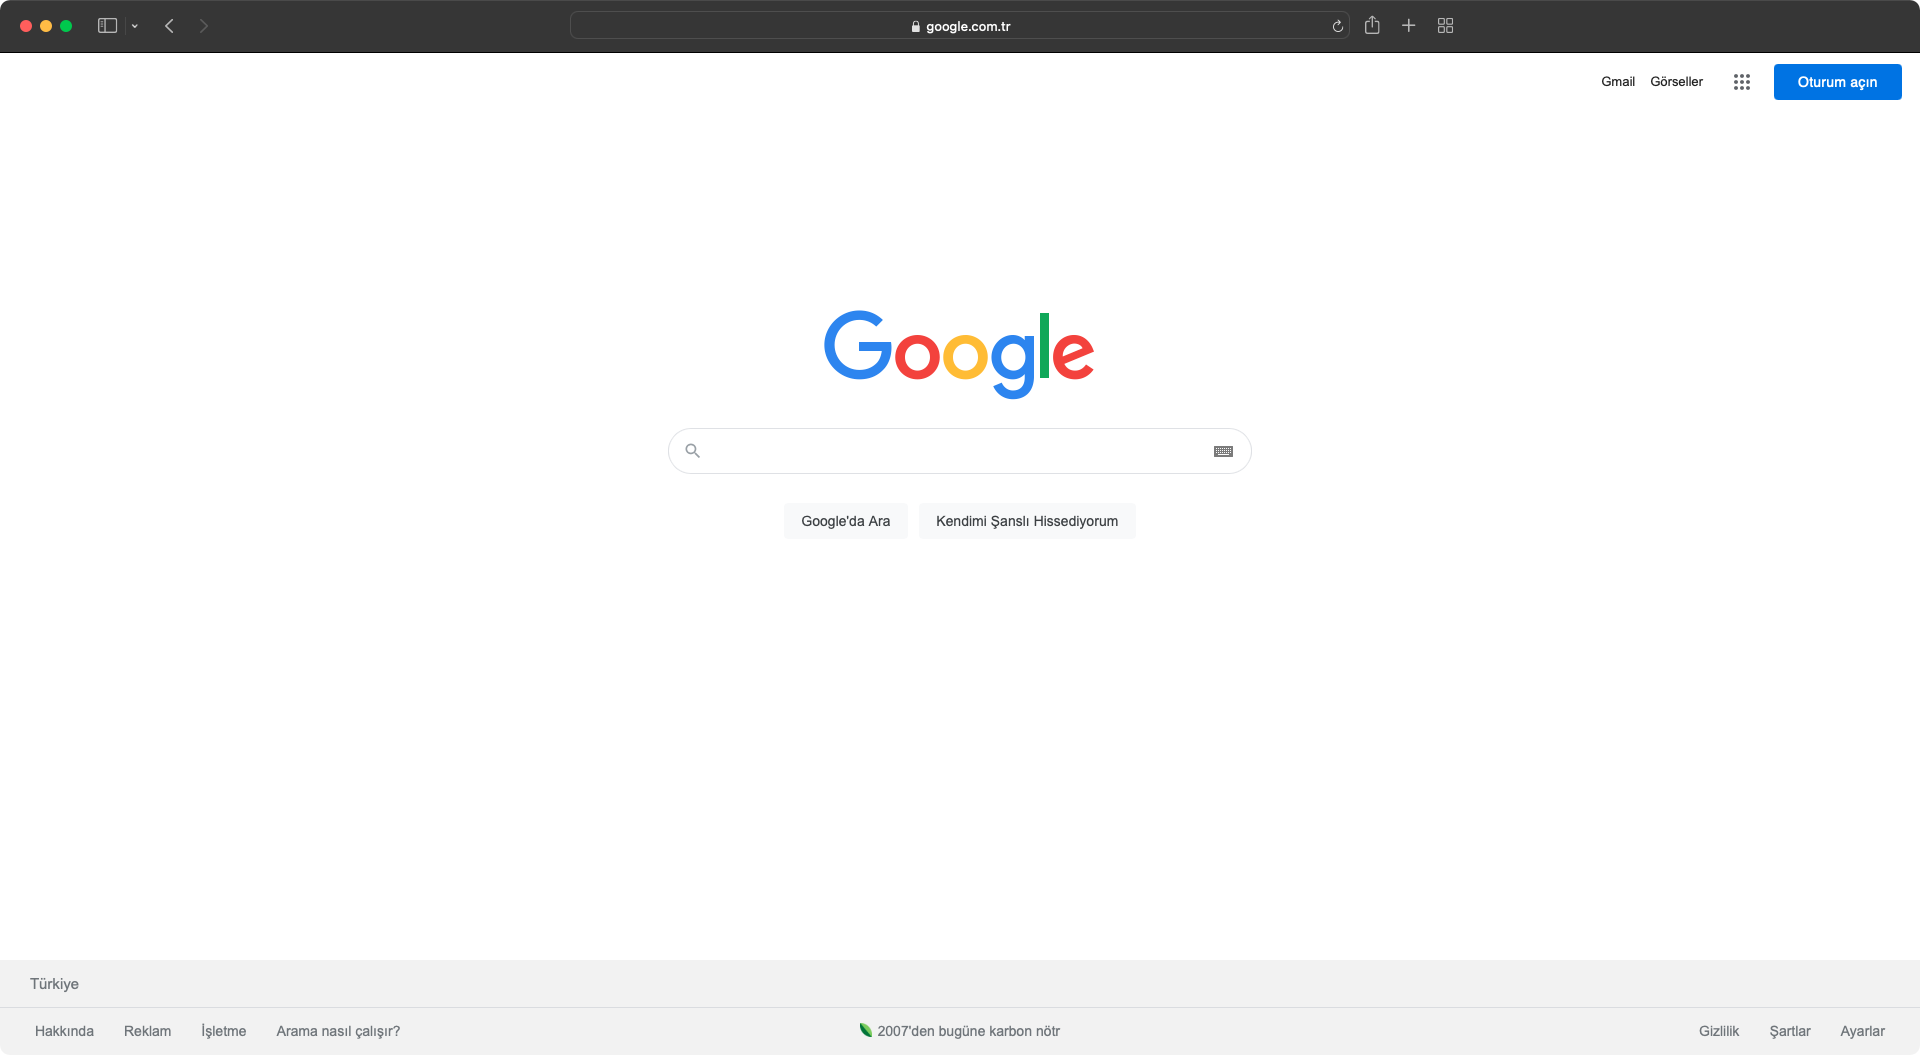 google.com.tr
Gmail Görseller Oturum açın
Google
Google'da Ara Kendimi Şanslı Hissediyorum
Türkiye
Hakkında Reklam İşletme Arama nasıl çalışır? 2007'den bugüne karbon nötr Gizlilik Şartlar Ayarlar